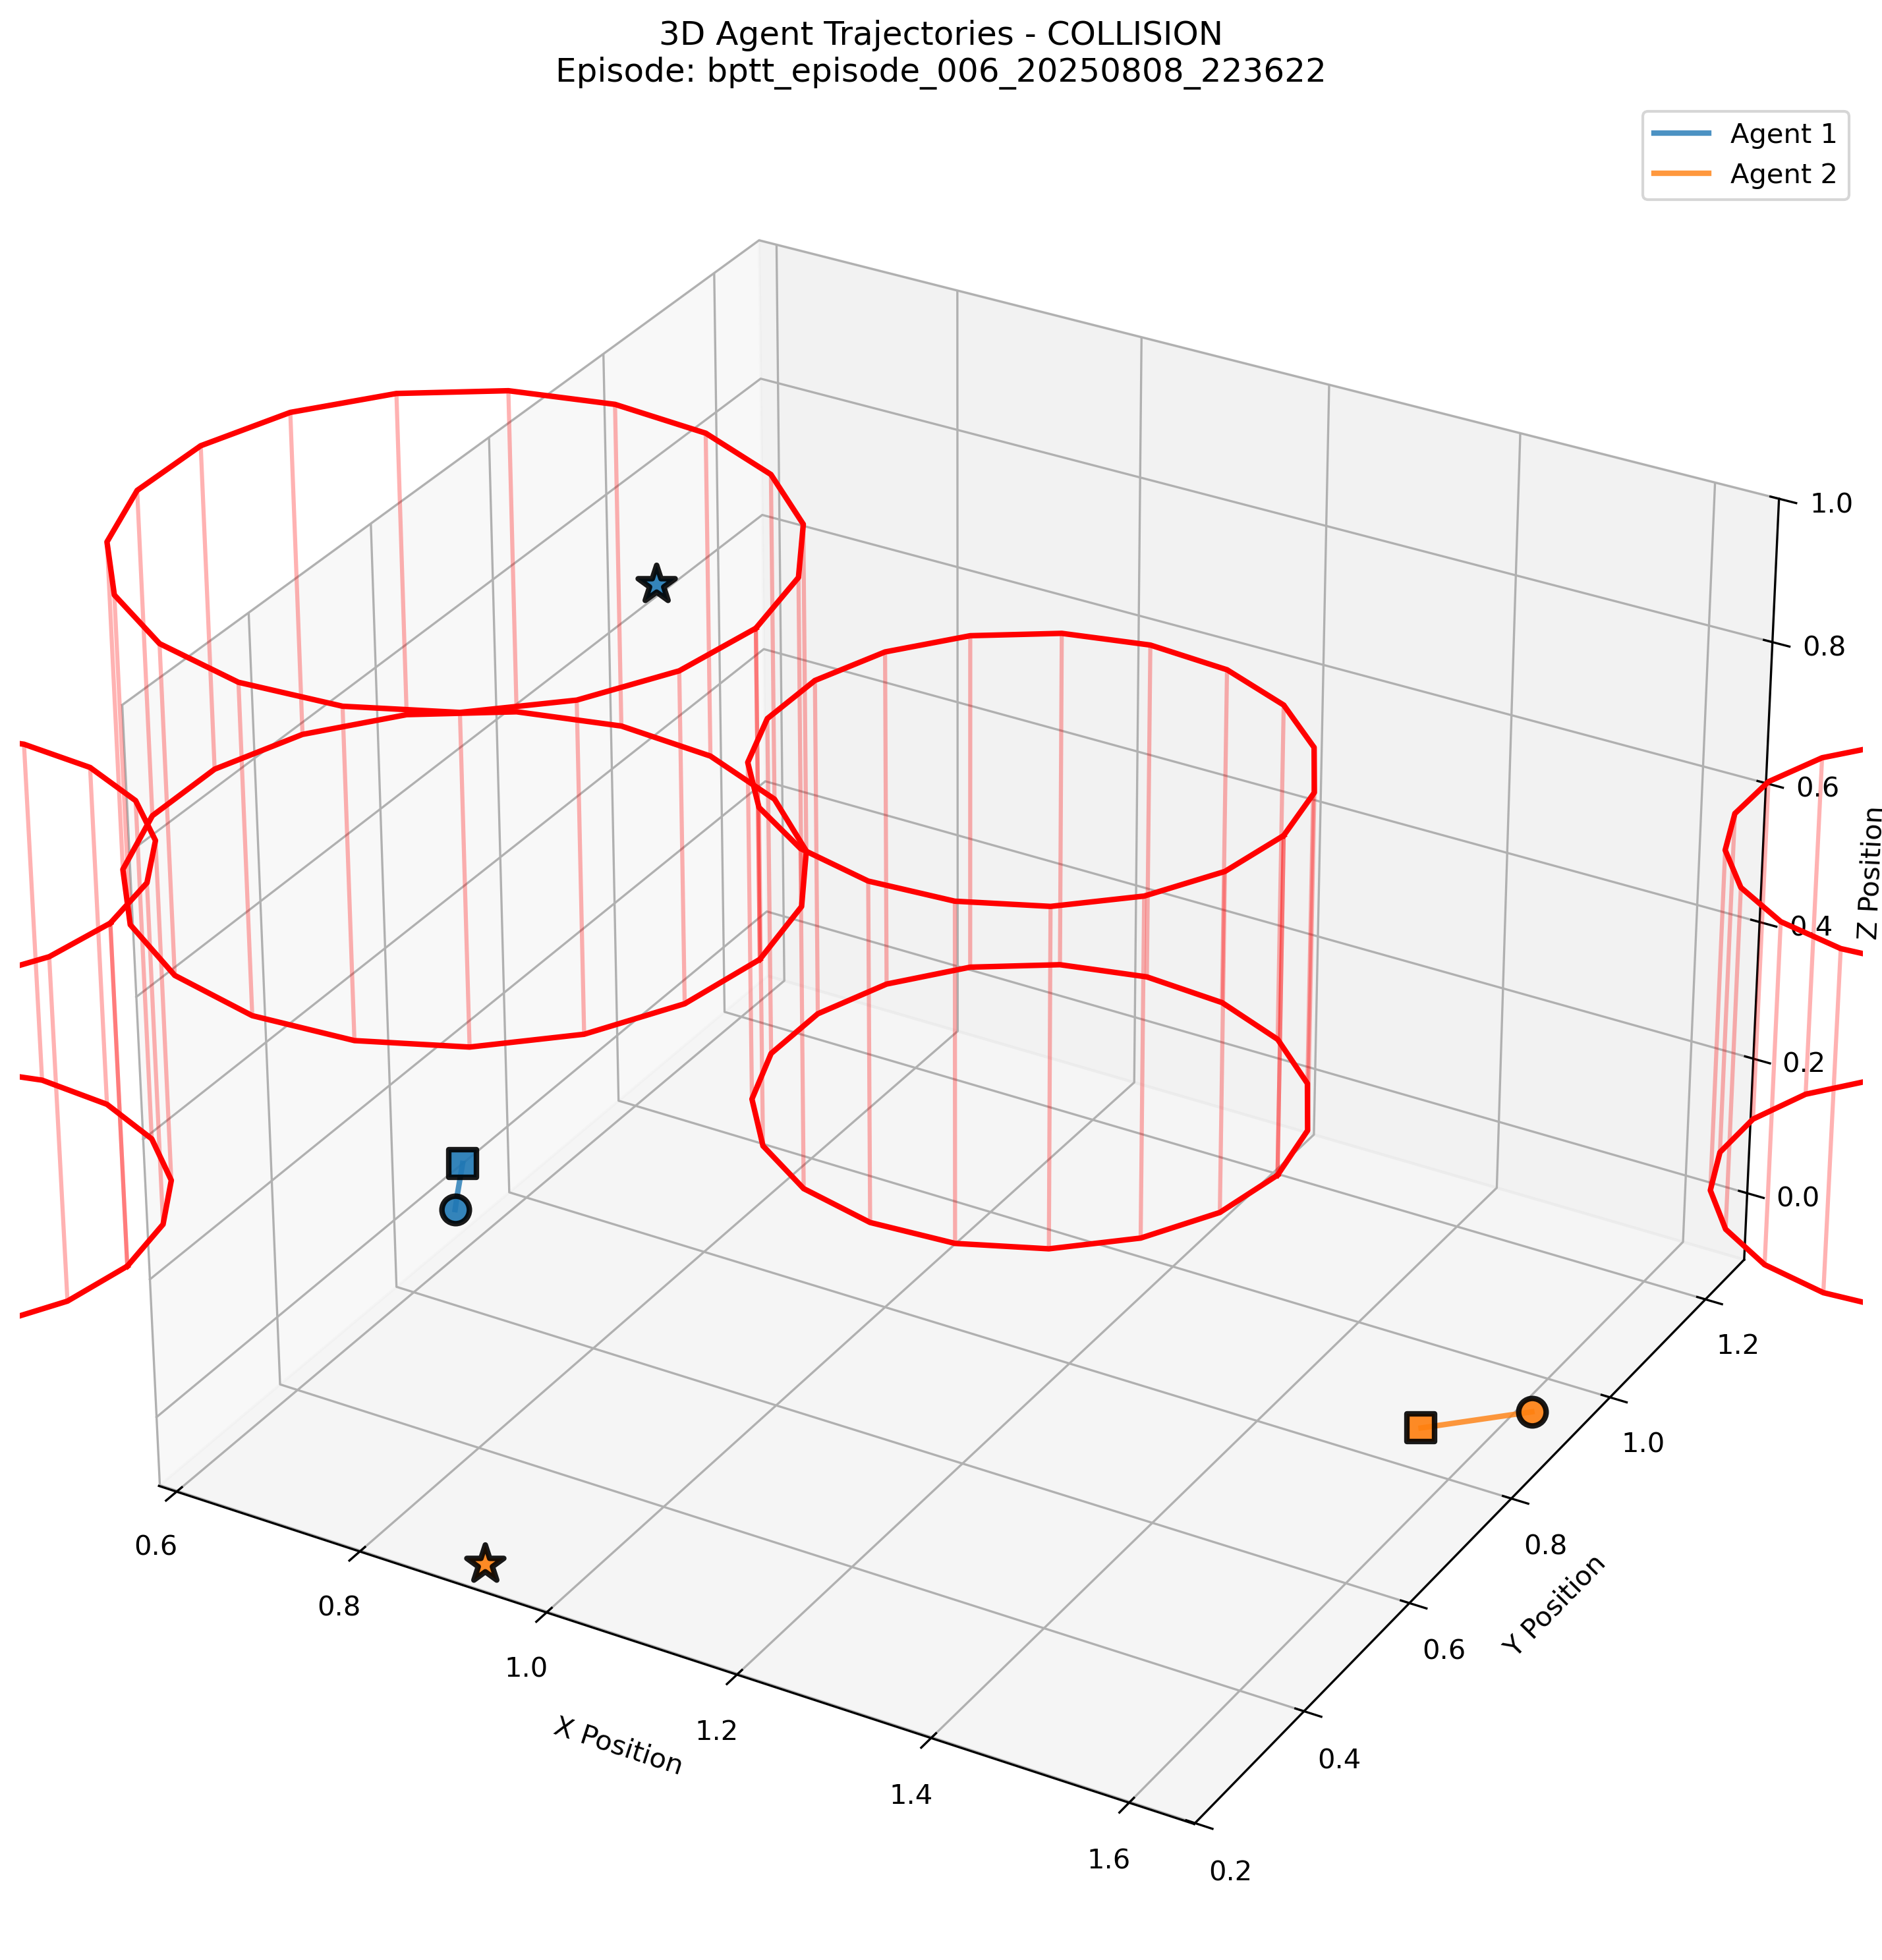 3D Agent Trajectories - COLLISION
Episode: bptt_episode_006_20250808_223622
Agent 1
Agent 2
1.0
0.8
0.6
0.4
0.2
0.0
Z Position
1.2
1.0
0.8
0.6
0.4
0.2
Y Position
0.6
0.8
1.0
1.2
1.4
1.6
X Position